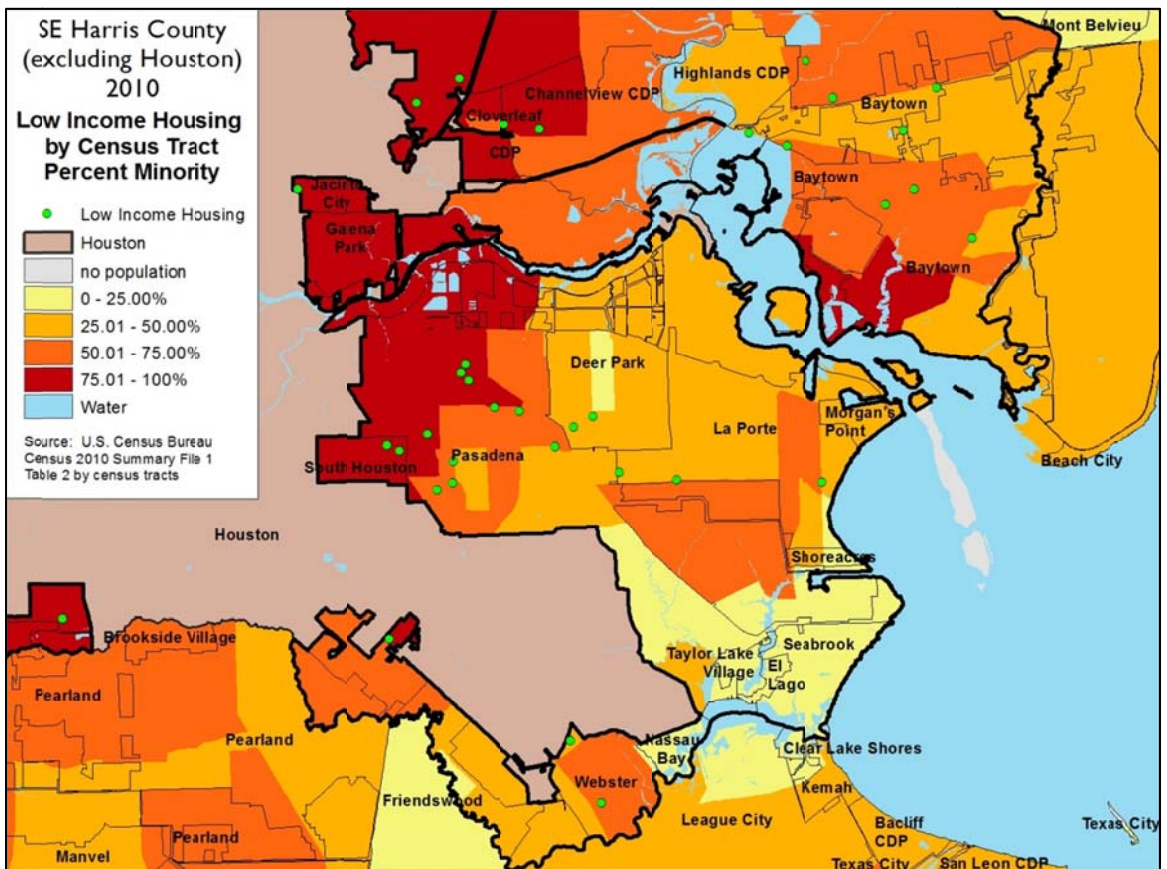 SE Harris County
(excluding Houston)
2010
Low Income Housing
by Census Tract
Percent Minority
Low Income Housing
Houston
no population
0 - 25.00%
25.01 - 50.00%
50.01 - 75.00%
75.01 - 100%
Water
Source: U.S. Census Bureau
Census 2010 Summary File 1
Table 2 by census tracts
Mont Belvieu
Highlands CDP
Channelview CDP
Baytown
Cloverleaf
CDP
Baytown
Jacinto
City
Galena
Park
Baytown
Deer Park
Morgan's
Point
La Porte
Pasadena
South Houston
Beach City
Houston
Shoreacres
Brookside Village
Seabrook
Taylor Lake
Village
El
Lago
Pearland
Pearland
Nassau
Bay
Clear Lake Shores
Webster
Kemah
Friendswood
League City
Bacliff
CDP
Texas City
Pearland
Manvel
Texas City
San Leon CDP